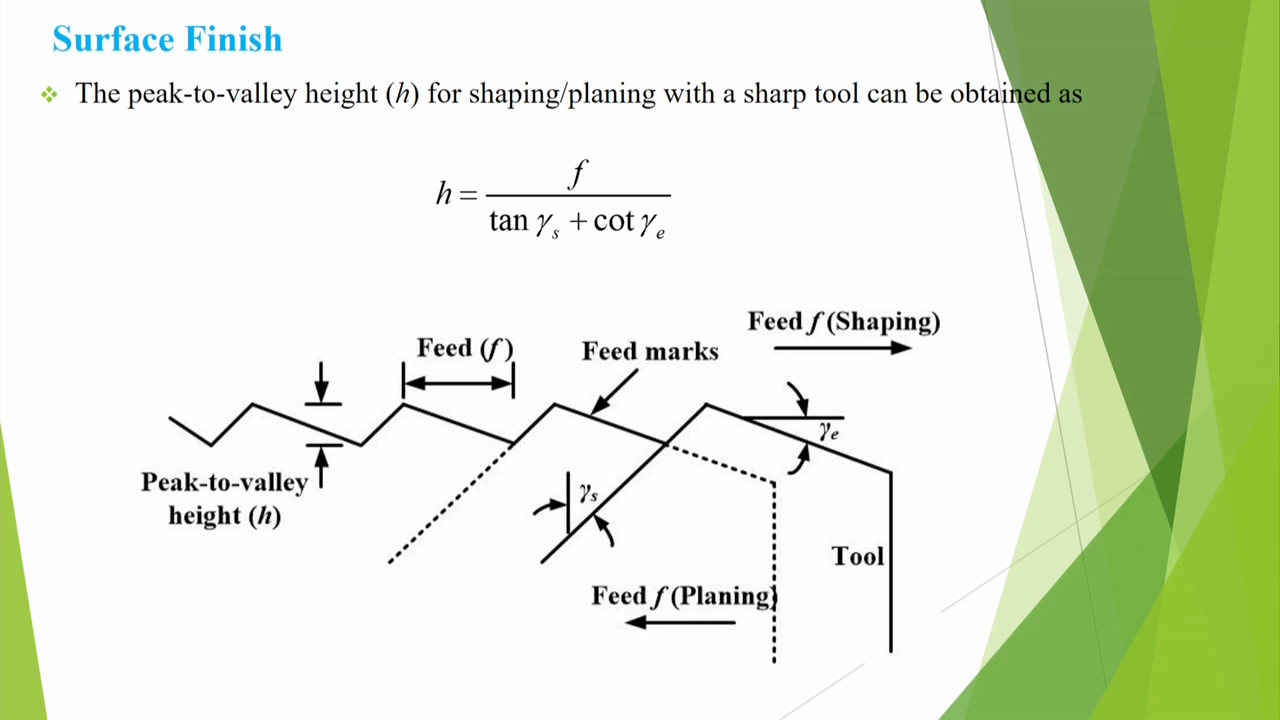 Surface Finish
❖ The peak-to-valley height (h) for shaping/planing with a sharp tool can be obtained as
h = f / (tan γs + cot γe)
Feed f (Shaping)
Feed (f)
Feed marks
γe
Peak-to-valley
height (h)
γs
Tool
Feed f (Planing)